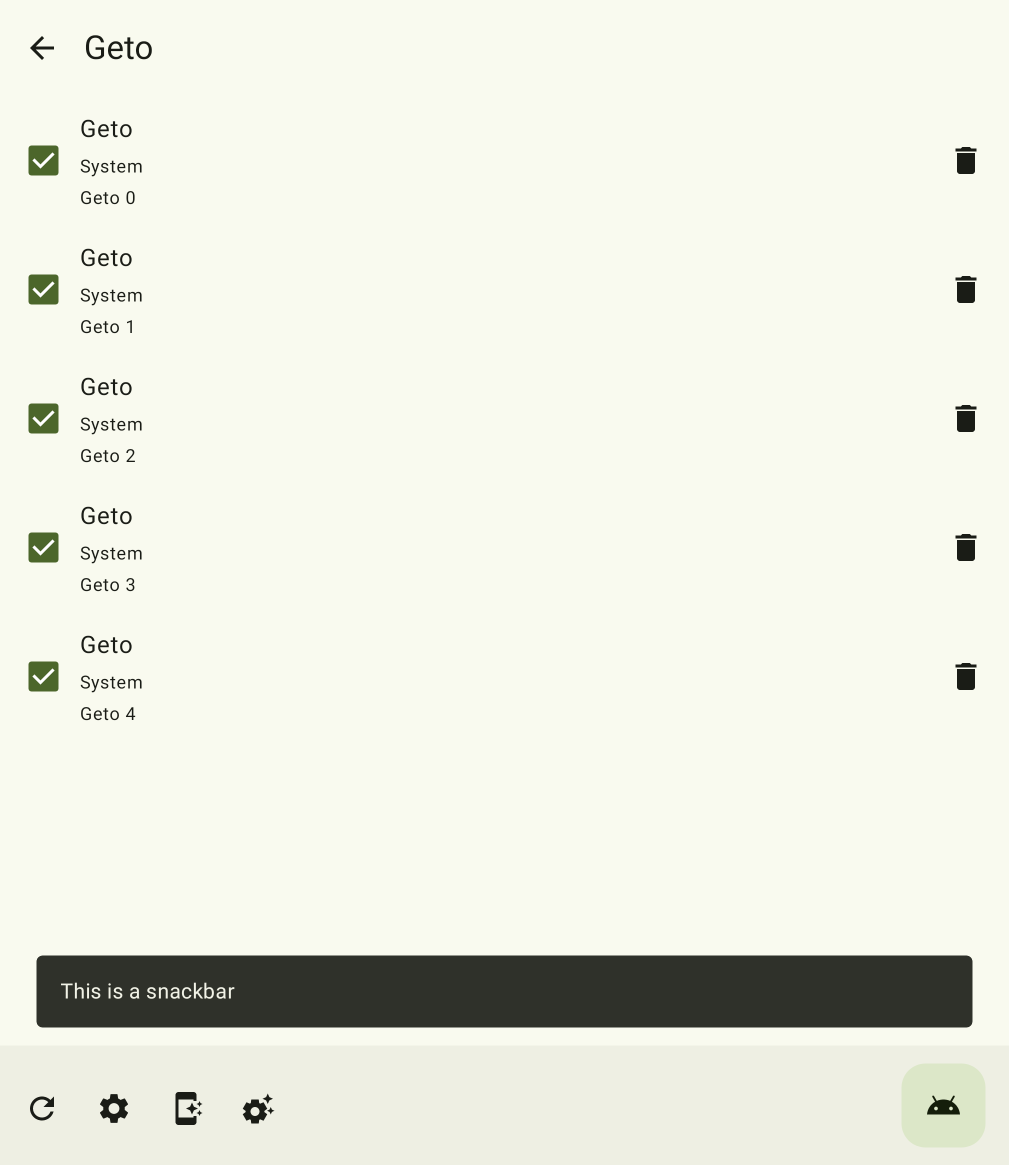 Geto
Geto
System
Geto 0
Geto
System
Geto 1
Geto
System
Geto 2
Geto
System
Geto 3
Geto
System
Geto 4
This is a snackbar